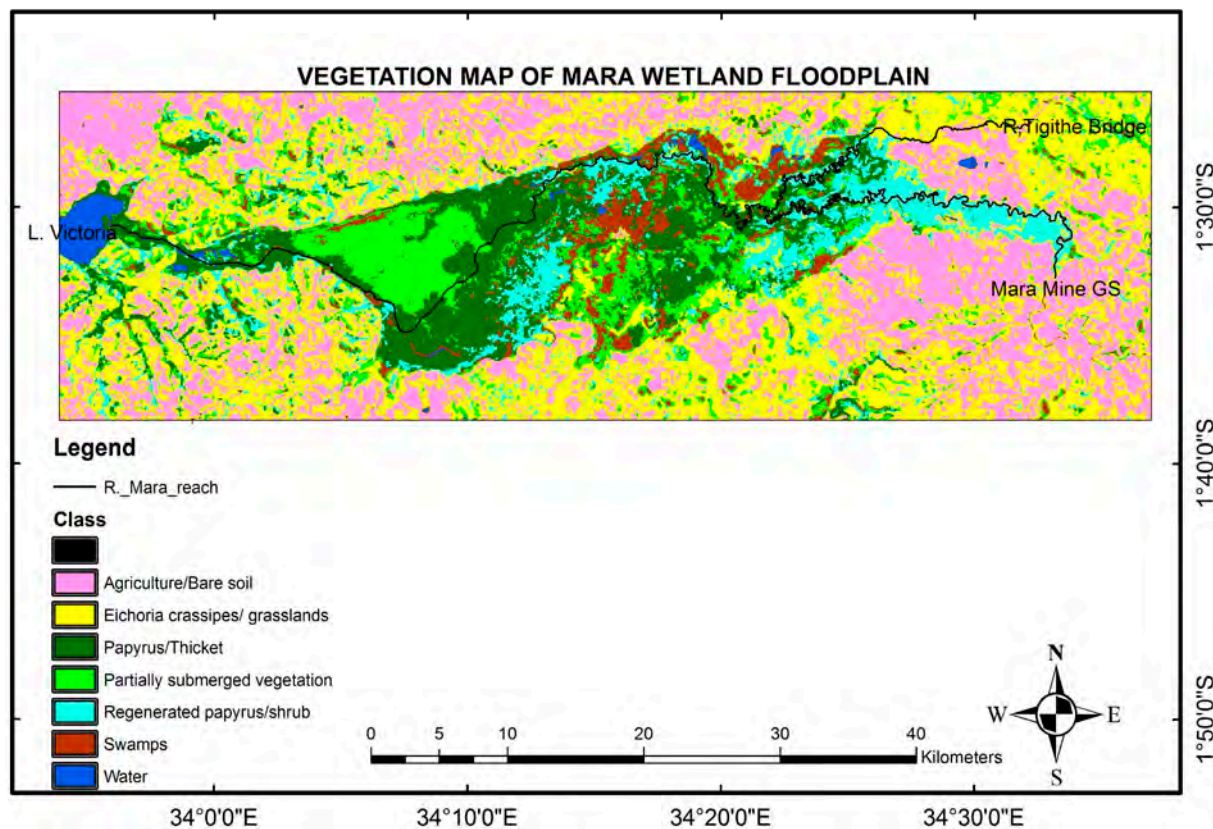 VEGETATION MAP OF MARA WETLAND FLOODPLAIN
R. Tigithe Bridge
L. Victoria
Mara Mine GS
1°30'0"S
1°40'0"S
1°50'0"S
Legend
R._Mara_reach
Class
Agriculture/Bare soil
Eichoria crassipes/ grasslands
Papyrus/Thicket
Partially submerged vegetation
Regenerated papyrus/shrub
Swamps
Water
0 5 10 20 30 40
Kilometers
N
W E
S
34°0'0"E 34°10'0"E 34°20'0"E 34°30'0"E